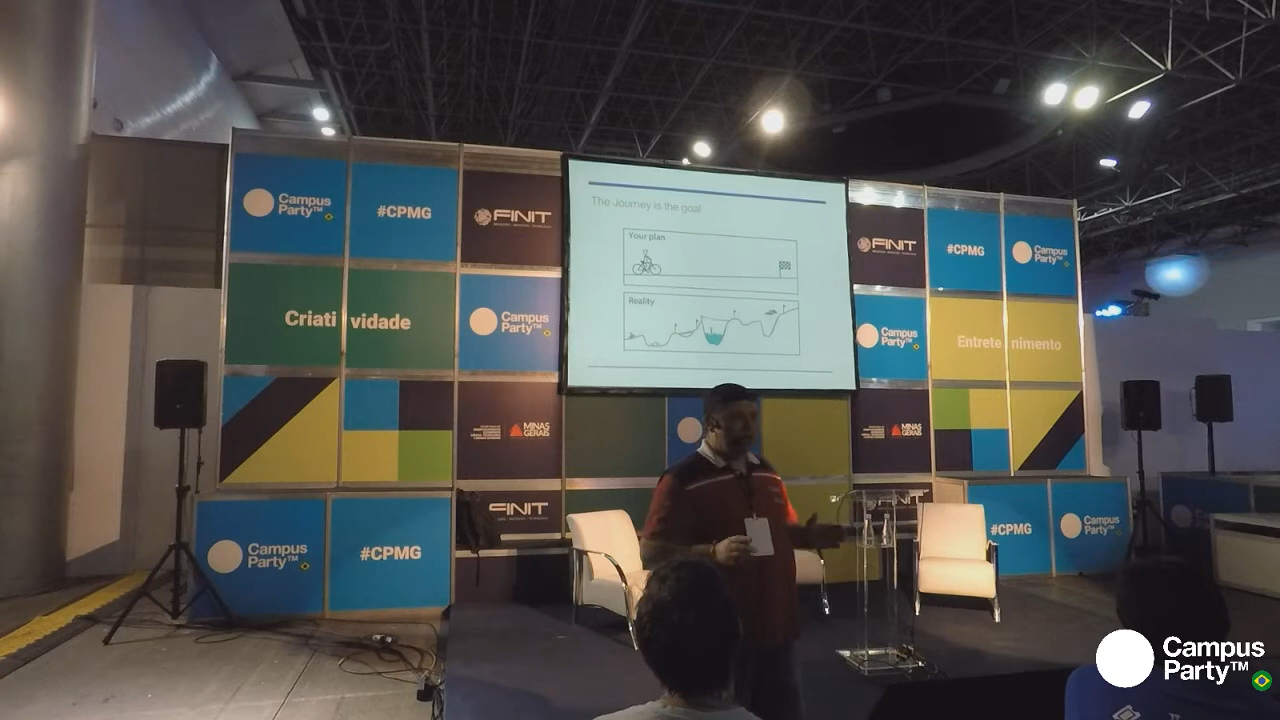 Campus
Party™
#CPMG
FINIT
The Journey is the goal
Your plan
Reality
FINIT
#CPMG
Campus
Party™
Criatividade
Campus
Party™
Campus
Party™
Entretenimento
MINAS
GERAIS
MINAS
GERAIS
Campus
Party™
#CPMG
FINIT
FINIT
#CPMG
Campus
Party™
Campus
Party™